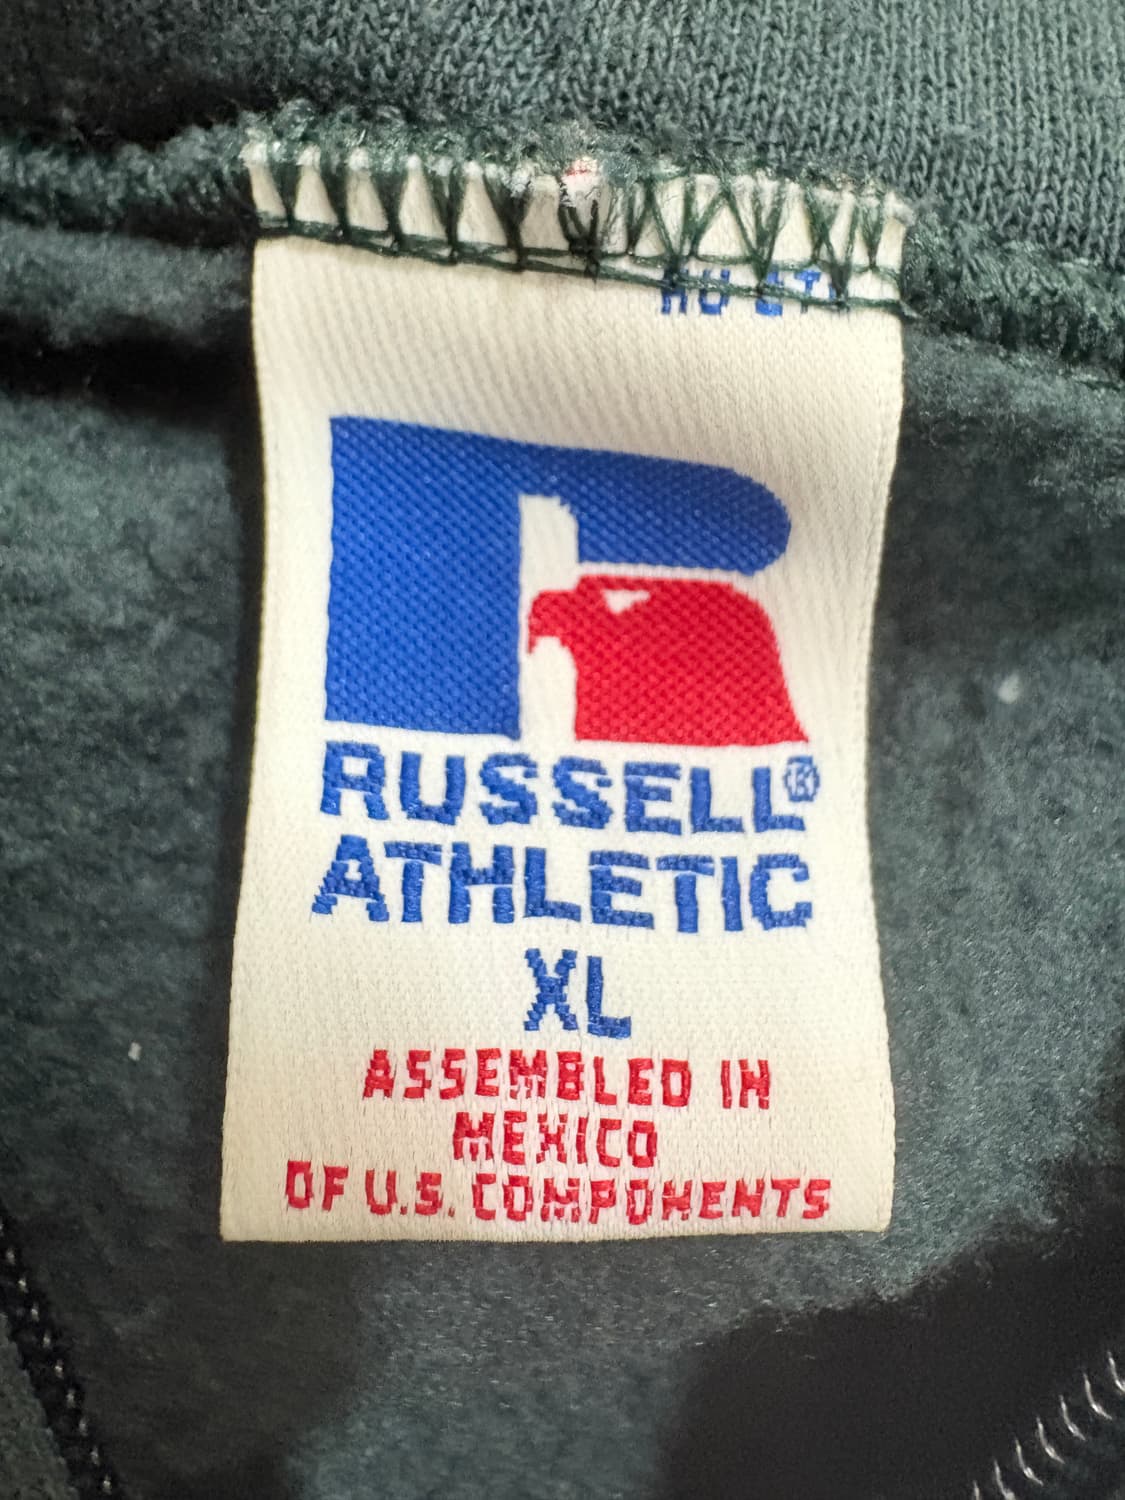 RUSSELL®
ATHLETIC
XL
ASSEMBLED IN
MEXICO
OF U.S. COMPONENTS